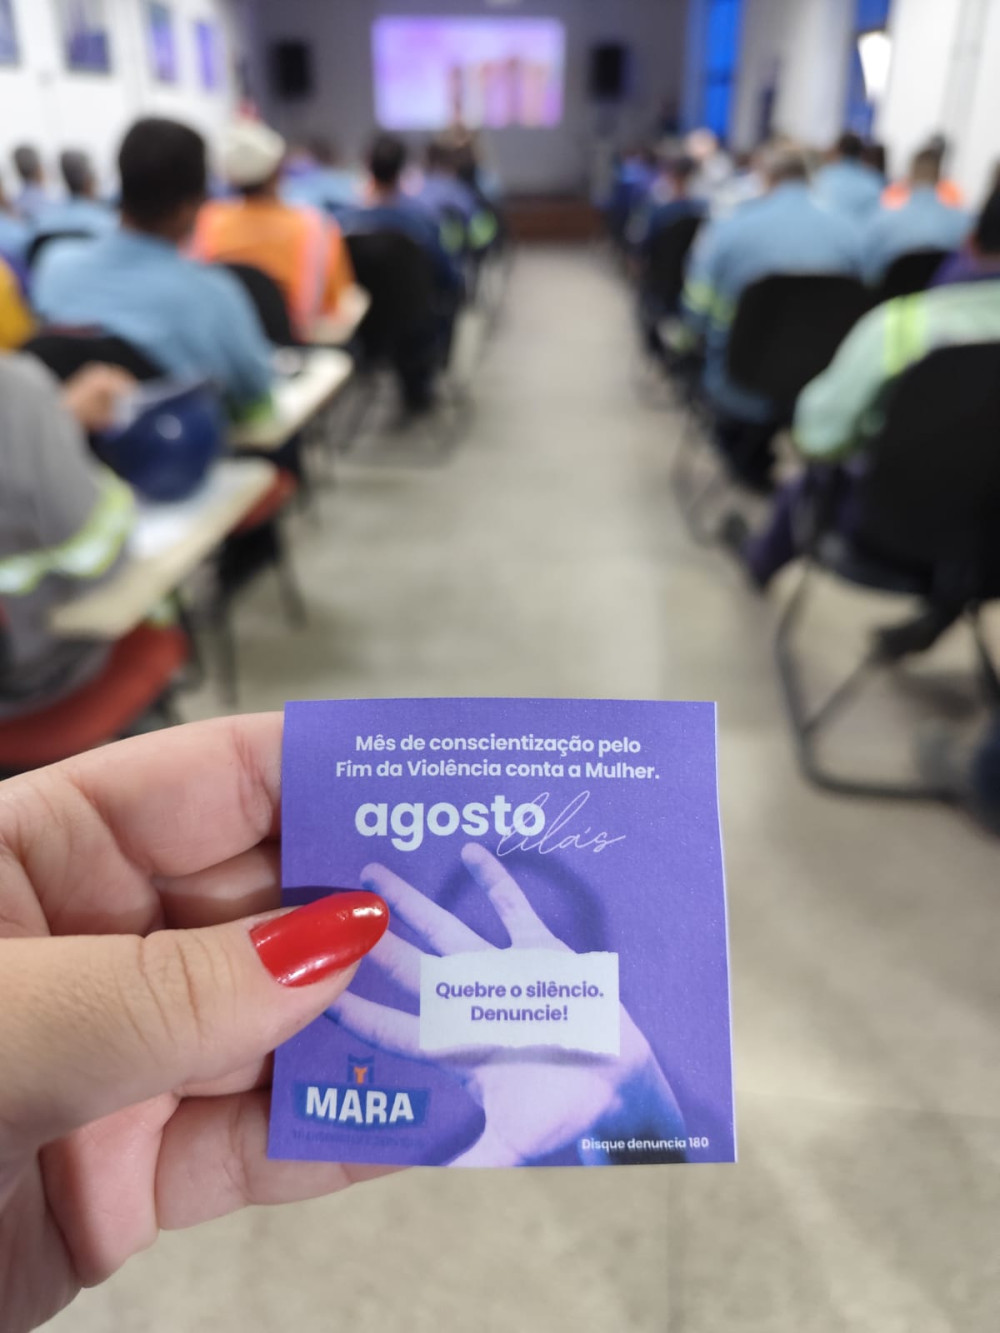 Mês de conscientização pelo
Fim da Violência conta a Mulher.
agosto lilás
Quebre o silêncio.
Denuncie!
MARA
Disque denuncia 180